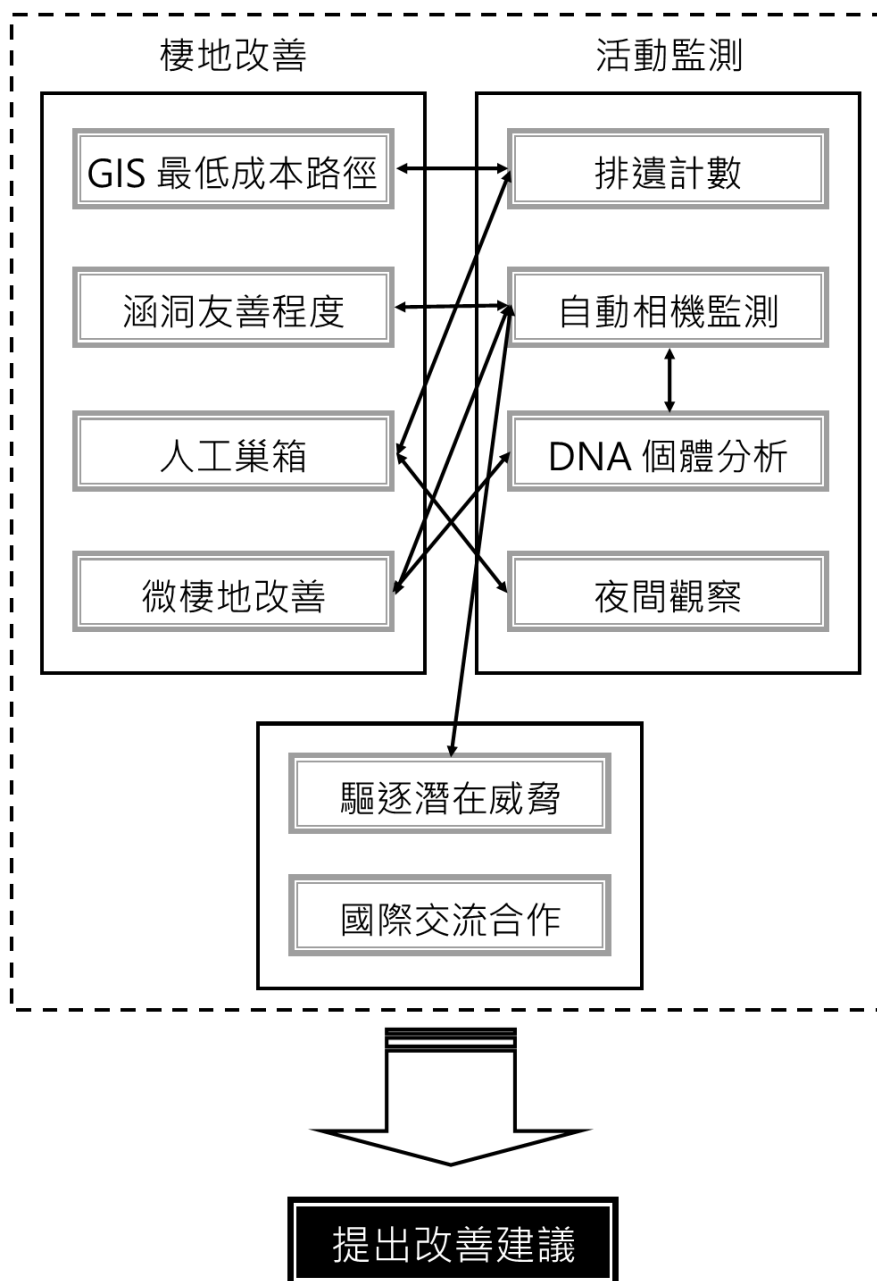 棲地改善
GIS 最低成本路徑
涵洞友善程度
人工巢箱
微棲地改善
活動監測
排遺計數
自動相機監測
DNA 個體分析
夜間觀察
驅逐潛在威脅
國際交流合作
提出改善建議